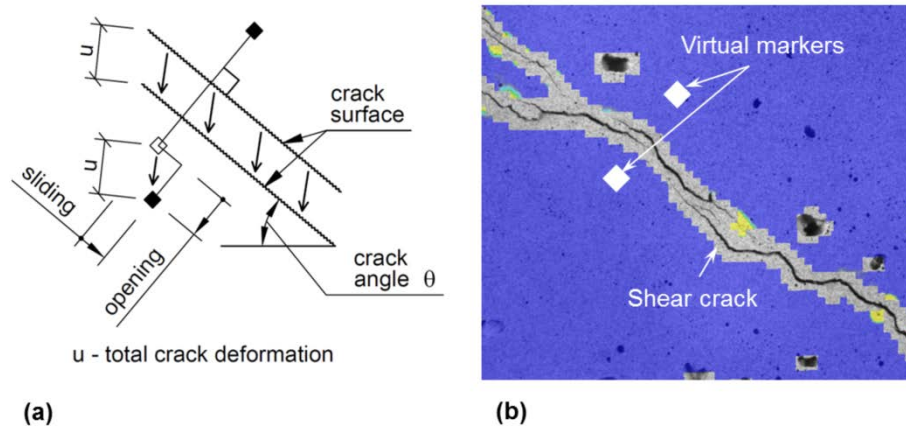 u
crack
surface
u
sliding
opening
crack
angle θ
u - total crack deformation
(a)
Virtual markers
Shear crack
(b)